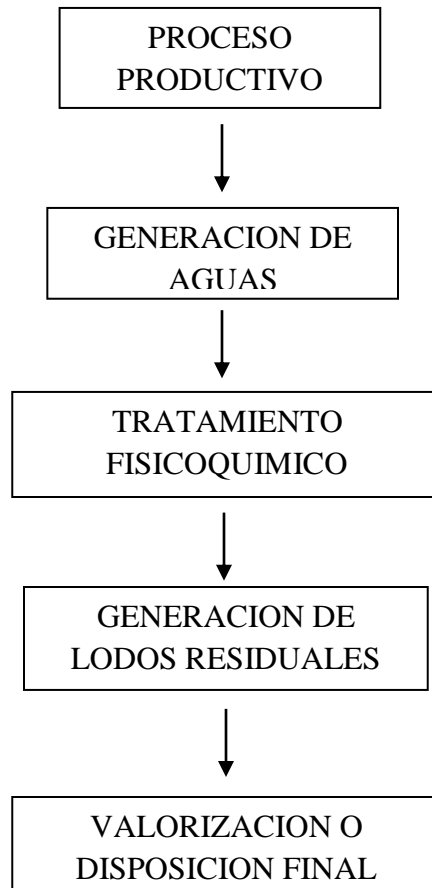 PROCESO
PRODUCTIVO
GENERACION DE
AGUAS
TRATAMIENTO
FISICOQUIMICO
GENERACION DE
LODOS RESIDUALES
VALORIZACION O
DISPOSICION FINAL